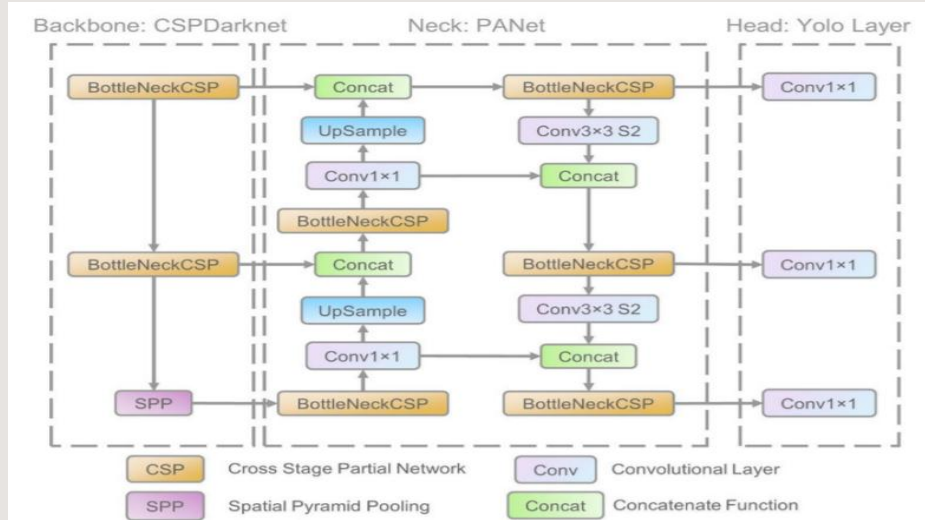 Backbone: CSPDarknet Neck: PANet Head: Yolo Layer
BottleNeckCSP Concat BottleNeckCSP Conv1×1
UpSample Conv3×3 S2
Conv1×1 Concat
BottleNeckCSP
BottleNeckCSP Concat BottleNeckCSP Conv1×1
UpSample Conv3×3 S2
Conv1×1 Concat
SPP BottleNeckCSP BottleNeckCSP Conv1×1
CSP Cross Stage Partial Network Conv Convolutional Layer
SPP Spatial Pyramid Pooling Concat Concatenate Function